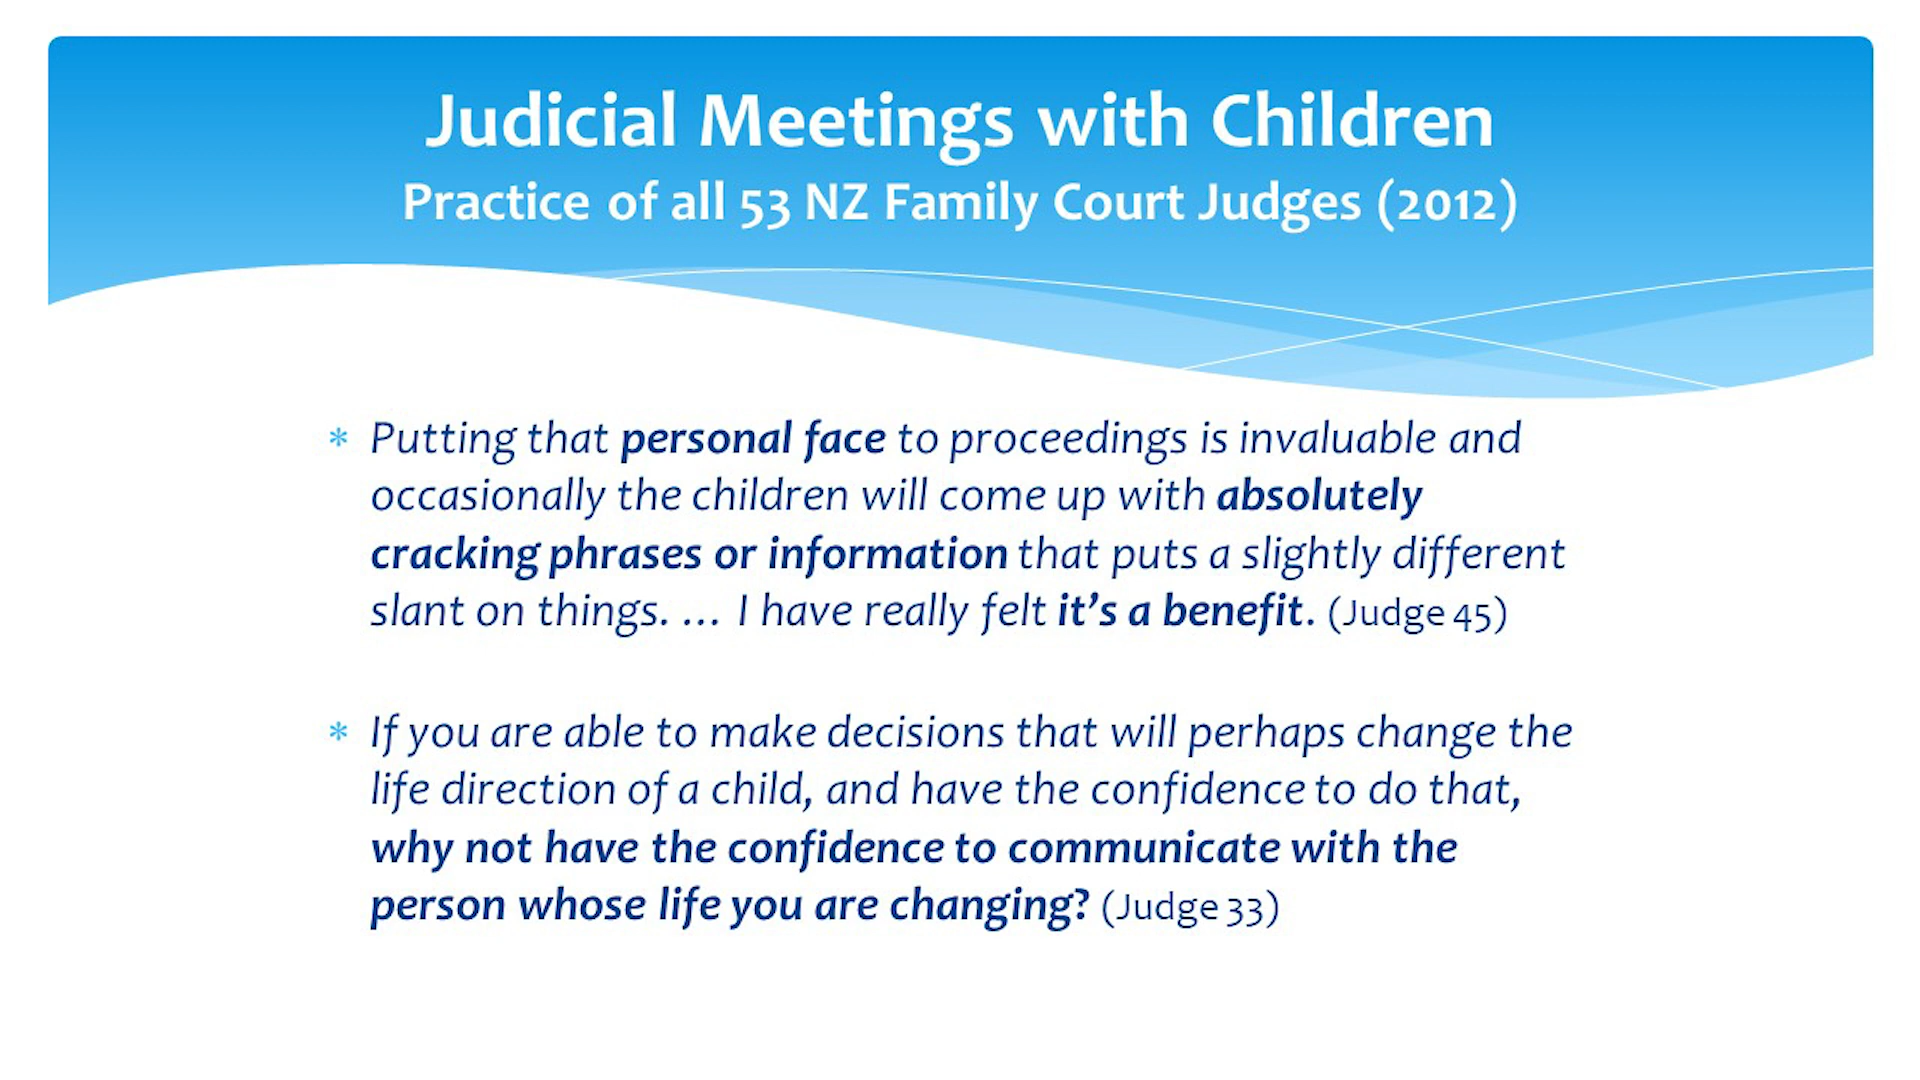 Judicial Meetings with Children
Practice of all 53 NZ Family Court Judges (2012)
* Putting that personal face to proceedings is invaluable and
occasionally the children will come up with absolutely
cracking phrases or information that puts a slightly different
slant on things. … I have really felt it’s a benefit. (Judge 45)
* If you are able to make decisions that will perhaps change the
life direction of a child, and have the confidence to do that,
why not have the confidence to communicate with the
person whose life you are changing? (Judge 33)